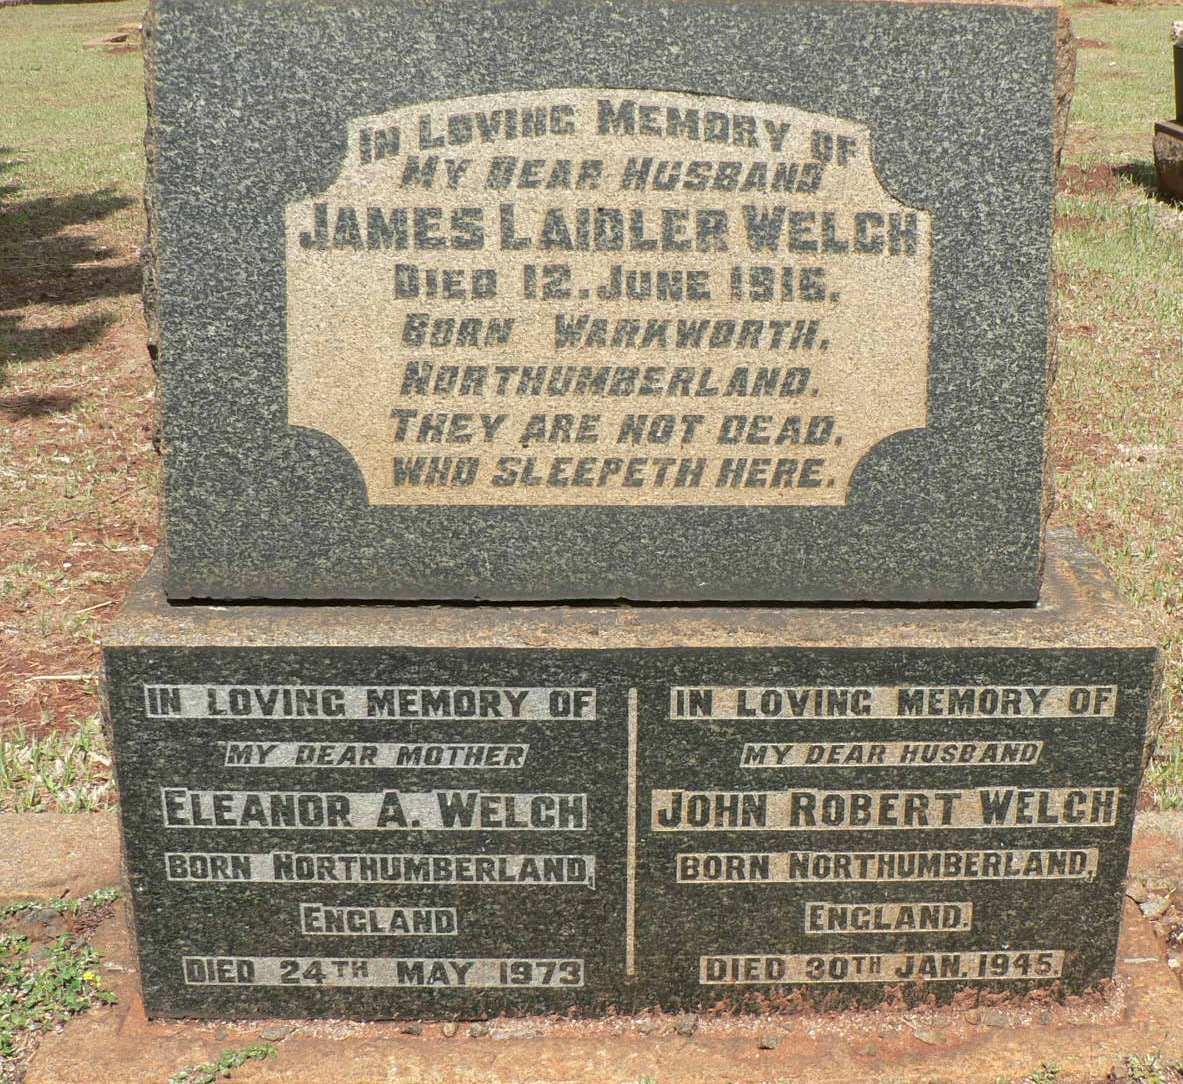 IN LOVING MEMORY OF
MY DEAR HUSBAND
JAMES LAIDLER WELCH
DIED 12. JUNE 1916.
BORN WARKWORTH,
NORTHUMBERLAND.
THEY ARE NOT DEAD,
WHO SLEEPETH HERE.
IN LOVING MEMORY OF
MY DEAR MOTHER
ELEANOR A. WELCH
BORN NORTHUMBERLAND,
ENGLAND
DIED 24TH MAY 1973
IN LOVING MEMORY OF
MY DEAR HUSBAND
JOHN ROBERT WELCH
BORN NORTHUMBERLAND,
ENGLAND.
DIED 30TH JAN. 1945.